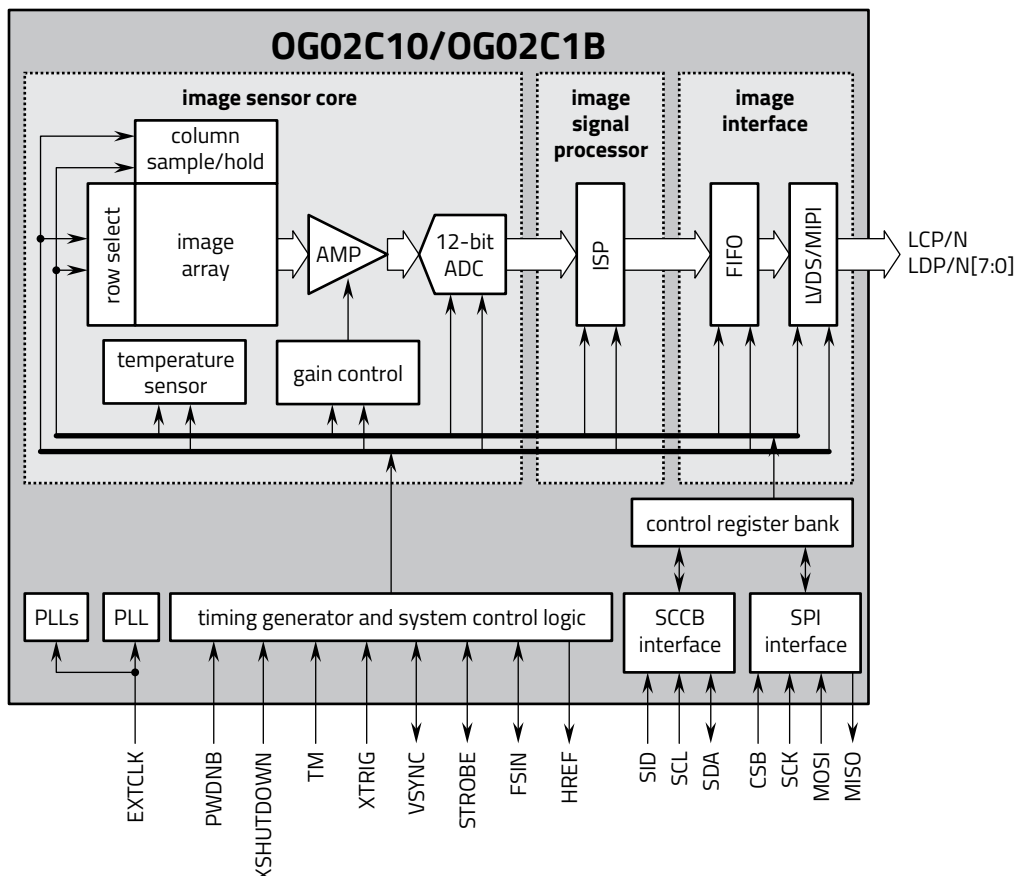 OG02C10/OG02C1B
image sensor core
image
signal
processor
image
interface
column
sample/hold
row select
image
array
AMP
12-bit
ADC
ISP
FIFO
LVDS/MIPI
LCP/N
LDP/N[7:0]
temperature
sensor
gain control
control register bank
PLLs
PLL
timing generator and system control logic
SCCB
interface
SPI
interface
EXTCLK
PWDNB
XSHUTDOWN
TM
XTRIG
VSYNC
STROBE
FSIN
HREF
SID
SCL
SDA
CSB
SCK
MOSI
MISO